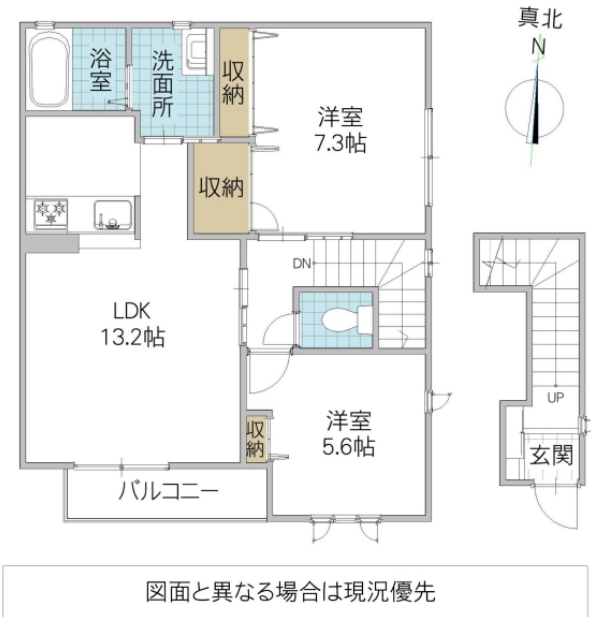 真北
N
浴室
洗面所
収納
洋室
7.3帖
収納
DN
LDK
13.2帖
UP
洋室
5.6帖
収納
玄関
バルコニー
図面と異なる場合は現況優先